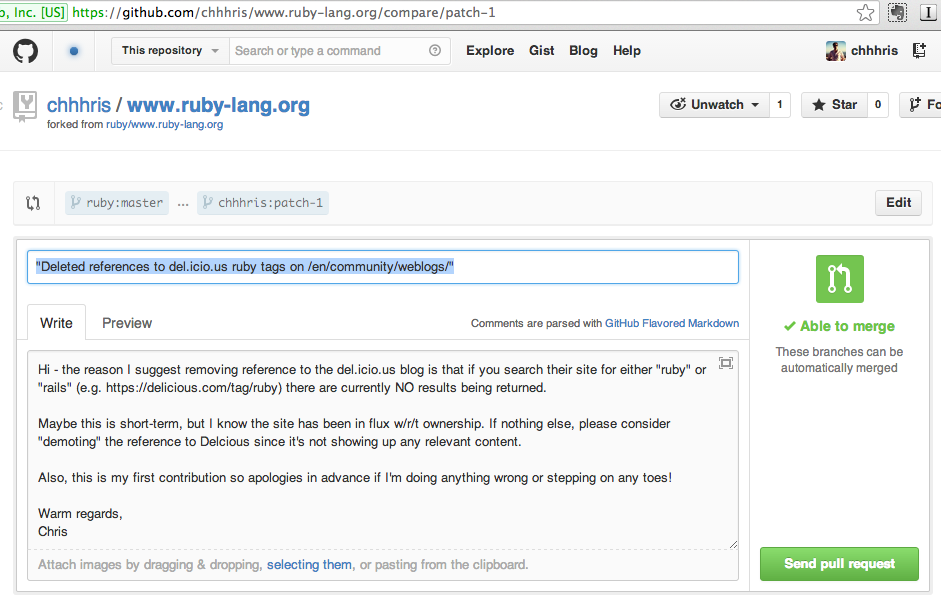 p, Inc. [US] https://github.com/chhhris/www.ruby-lang.org/compare/patch-1
This repository Search or type a command Explore Gist Blog Help chhhris
chhhris / www.ruby-lang.org
forked from ruby/www.ruby-lang.org
Unwatch 1 Star 0 Fo
ruby:master ... chhhris:patch-1 Edit
"Deleted references to del.icio.us ruby tags on /en/community/weblogs/"
Write Preview Comments are parsed with GitHub Flavored Markdown
Able to merge
These branches can be
automatically merged
Hi - the reason I suggest removing reference to the del.icio.us blog is that if you search their site for either "ruby" or
"rails" (e.g. https://delicious.com/tag/ruby) there are currently NO results being returned.
Maybe this is short-term, but I know the site has been in flux w/r/t ownership. If nothing else, please consider
"demoting" the reference to Delcious since it's not showing up any relevant content.
Also, this is my first contribution so apologies in advance if I'm doing anything wrong or stepping on any toes!
Warm regards,
Chris
Attach images by dragging & dropping, selecting them, or pasting from the clipboard.
Send pull request